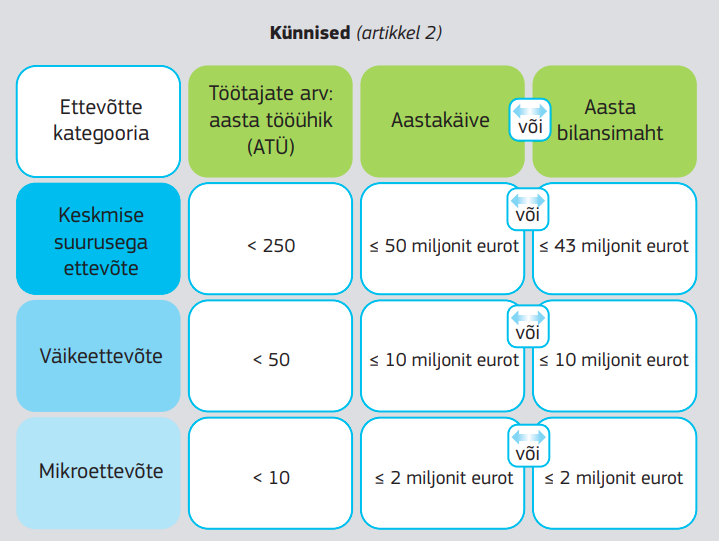 Künnised (artikkel 2)
Ettevõtte
kategooria
Töötajate arv:
aasta tööühik
(ATÜ)
Aastakäive
või
Aasta
bilansimaht
Keskmise
suurusega
ettevõte
< 250
≤ 50 miljonit eurot
või
≤ 43 miljonit eurot
Väikeettevõte
< 50
≤ 10 miljonit eurot
või
≤ 10 miljonit eurot
Mikroettevõte
< 10
≤ 2 miljonit eurot
või
≤ 2 miljonit eurot